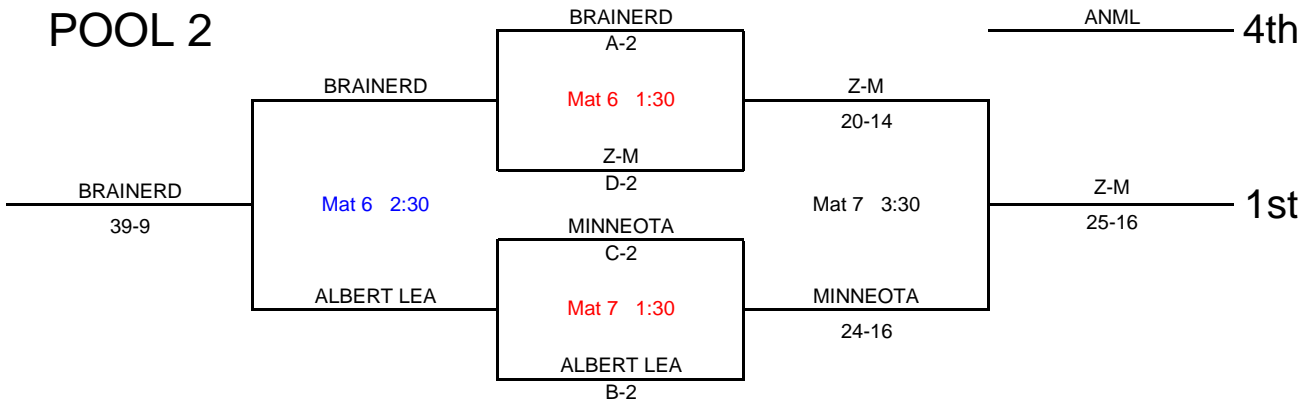 POOL 2
BRAINERD
A-2
ANML
4th
BRAINERD
Mat 6 1:30
Z-M
20-14
Z-M
D-2
BRAINERD
39-9
Mat 6 2:30
Mat 7 3:30
Z-M
25-16
1st
MINNEOTA
C-2
ALBERT LEA
Mat 7 1:30
MINNEOTA
24-16
ALBERT LEA
B-2